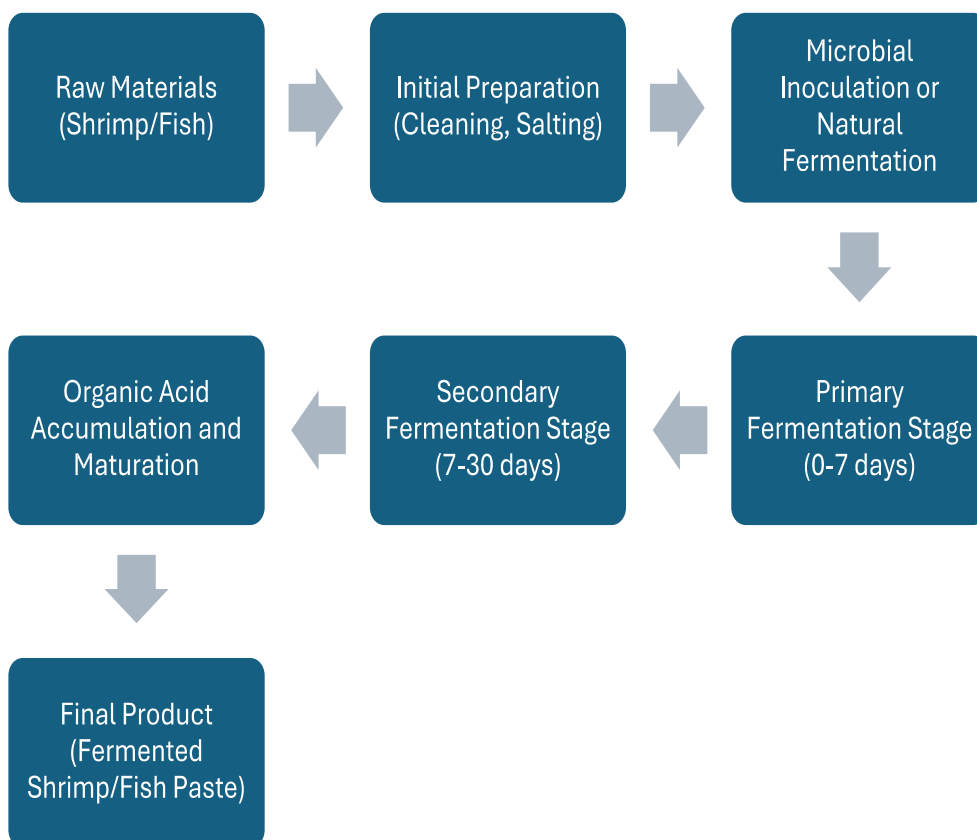 Raw Materials
(Shrimp/Fish)
Initial Preparation
(Cleaning, Salting)
Microbial
Inoculation or
Natural
Fermentation
Primary
Fermentation Stage
(0-7 days)
Secondary
Fermentation Stage
(7-30 days)
Organic Acid
Accumulation and
Maturation
Final Product
(Fermented
Shrimp/Fish Paste)